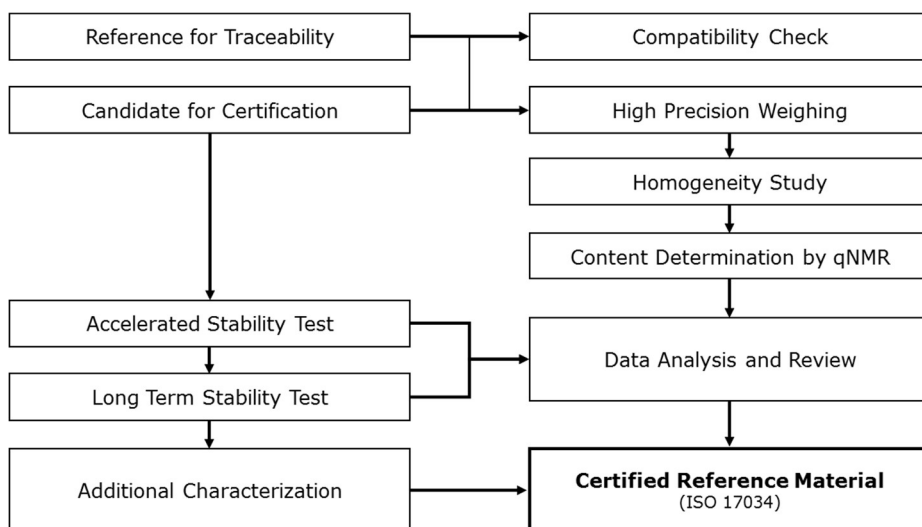 Reference for Traceability
Compatibility Check
Candidate for Certification
High Precision Weighing
Homogeneity Study
Content Determination by qNMR
Accelerated Stability Test
Data Analysis and Review
Long Term Stability Test
Additional Characterization
Certified Reference Material
(ISO 17034)